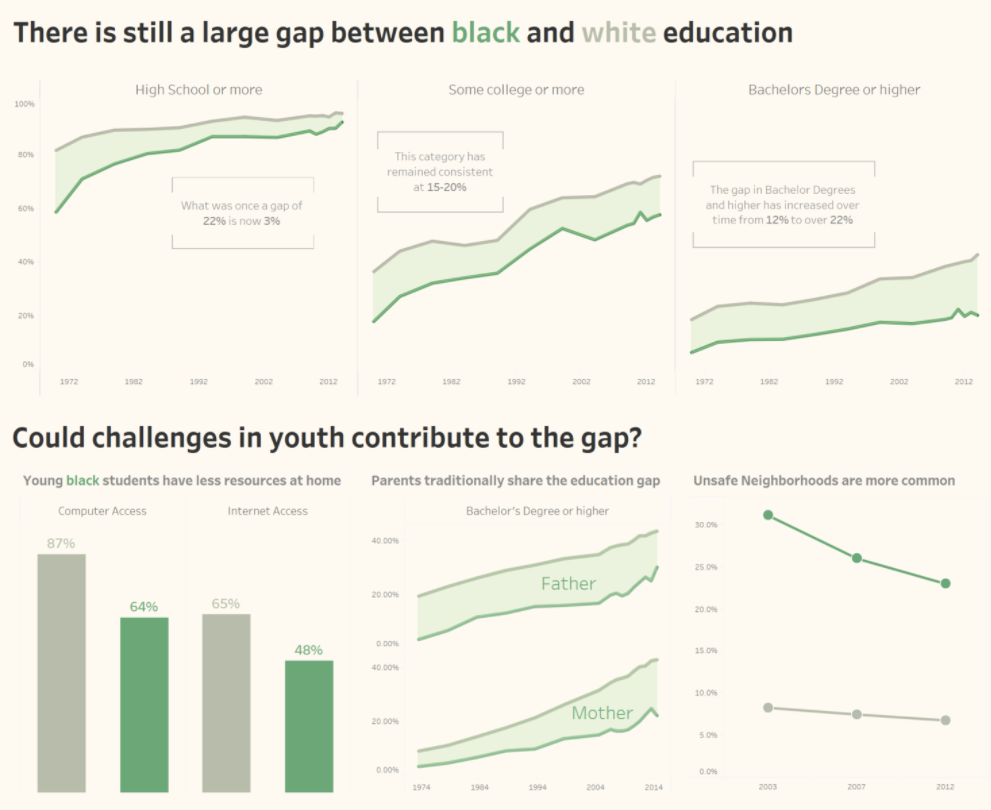 There is still a large gap between black and white education
High School or more
Some college or more
Bachelors Degree or higher
100%
80%
60%
40%
20%
0%
What was once a gap of
22% is now 3%
This category has
remained consistent
at 15-20%
The gap in Bachelor Degrees
and higher has increased over
time from 12% to over 22%
1972 1982 1992 2002 2012
1972 1982 1992 2002 2012
1972 1982 1992 2002 2012
Could challenges in youth contribute to the gap?
Young black students have less resources at home
Computer Access
Internet Access
87%
64%
65%
48%
Parents traditionally share the education gap
Bachelor's Degree or higher
40.00%
20.00%
0.00%
Father
40.00%
20.00%
0.00%
Mother
1974 1984 1994 2004 2014
Unsafe Neighborhoods are more common
30.0%
25.0%
20.0%
15.0%
10.0%
5.0%
0.0%
2003 2007 2012